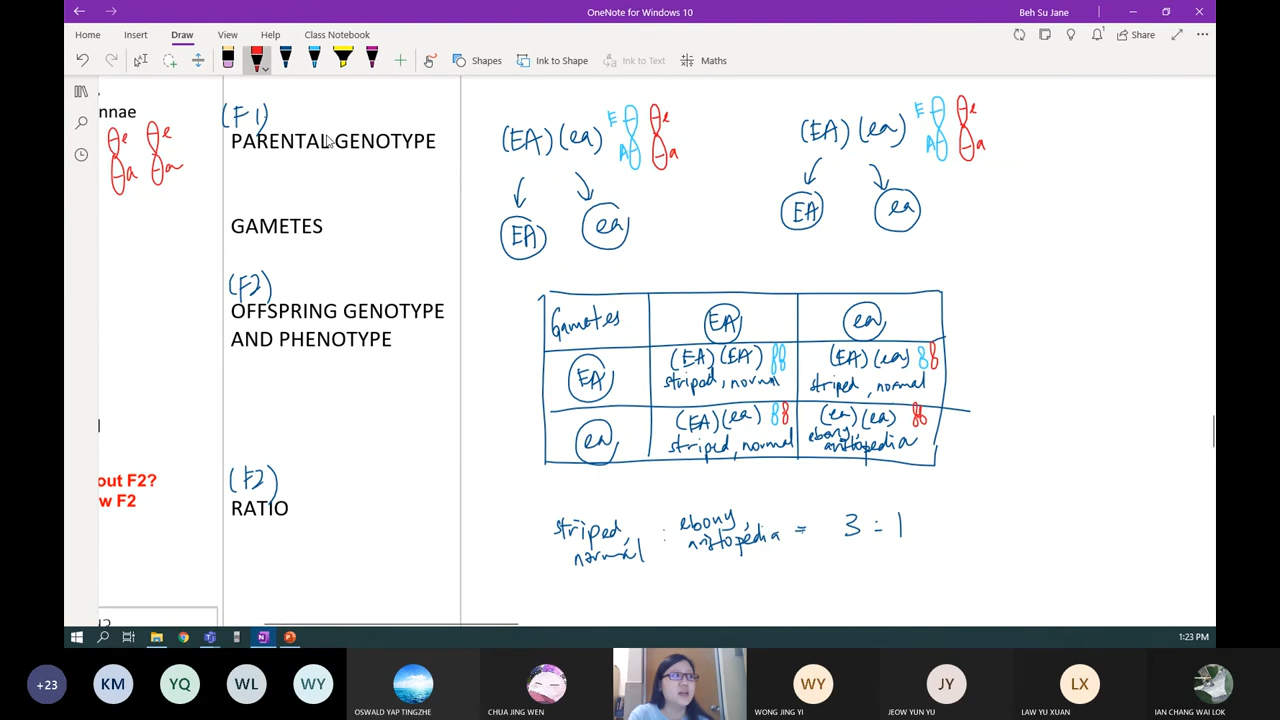 OneNote for Windows 10
Beh Su Jane
Home Insert Draw View Help Class Notebook
Share
Shapes Ink to Shape Ink to Text Maths
nnae
e e
a a
(F1)
PARENTAL GENOTYPE
(EA)(ea) E e A a
(EA)(ea) E e A a
GAMETES
EA ea
EA ea
(F2)
OFFSPRING GENOTYPE
AND PHENOTYPE
Gametes EA ea
EA (EA)(EA) (EA)(ea)
striped, normal striped, normal
ea (EA)(ea) (ea)(ea)
striped, normal ebony, aristopedia
d
out F2?
w F2
(F2)
RATIO
striped, normal : ebony, aristopedia = 3:1
1:23 PM
+23 KM YQ WL WY
WY JY LX
OSWALD YAP TINGZHE
CHUA JING WEN
WONG JING YI
JEOW YUN YU
LAW YU XUAN
IAN CHANG WAI LOK